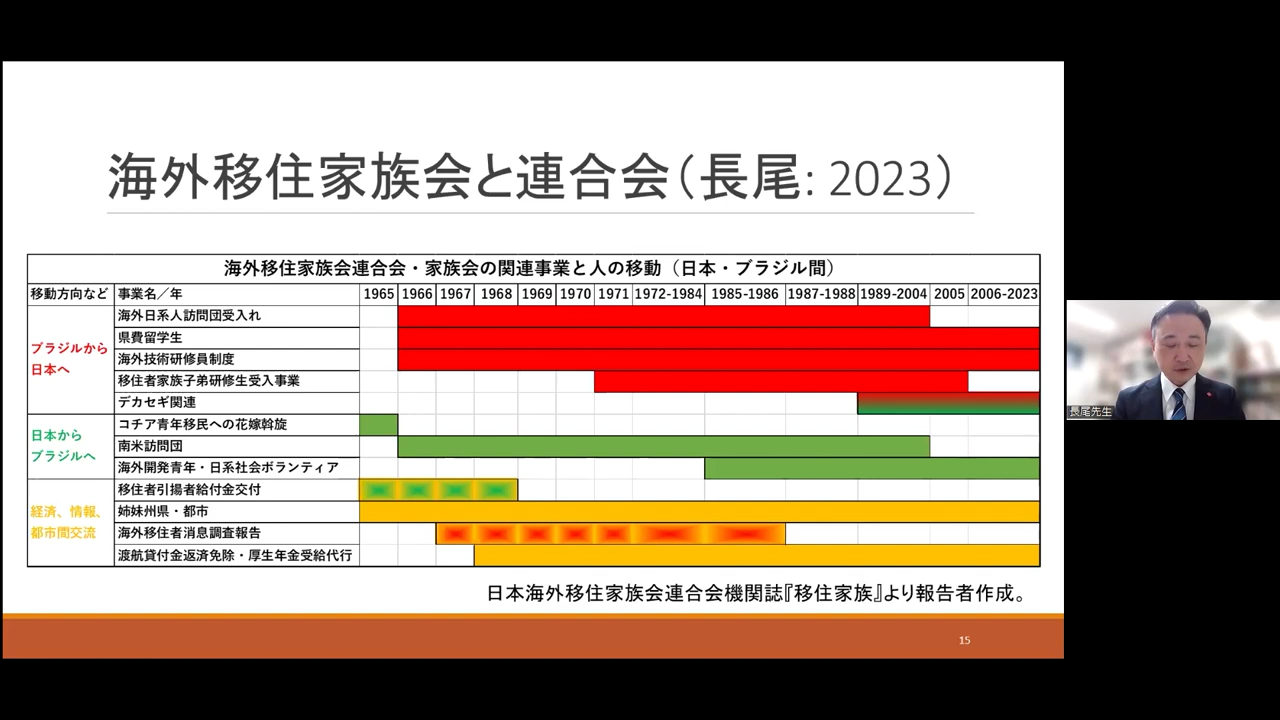 海外移住家族会と連合会（長尾: 2023）
海外移住家族会連合会・家族会の関連事業と人の移動（日本・ブラジル間）
移動方向など 事業名／年 1965 1966 1967 1968 1969 1970 1971 1972-1984 1985-1986 1987-1988 1989-2004 2005 2006-2023
ブラジルから
日本へ
海外日系人訪問団受入れ
県費留学生
海外技術研修員制度
移住者家族子弟研修生受入事業
デカセギ関連
日本から
ブラジルへ
コチア青年移民への花嫁斡旋
南米訪問団
海外開発青年・日系社会ボランティア
経済、情報、
都市間交流
移住者引揚者給付金交付
姉妹州県・都市
海外移住者消息調査報告
渡航貸付金返済免除・厚生年金受給代行
日本海外移住家族会連合会機関誌『移住家族』より報告者作成。
15
長尾先生